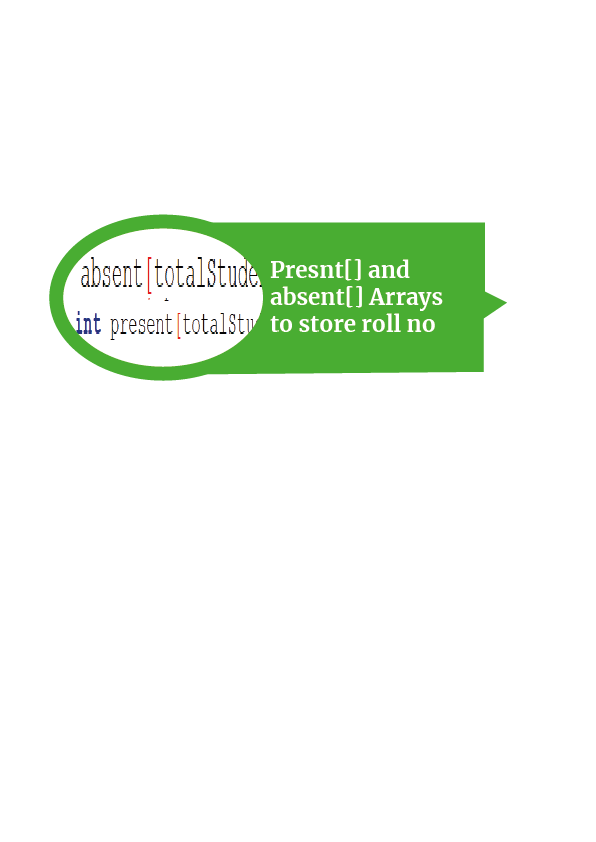 absent[totalStude
int present[totalStu
Presnt[] and
absent[] Arrays
to store roll no